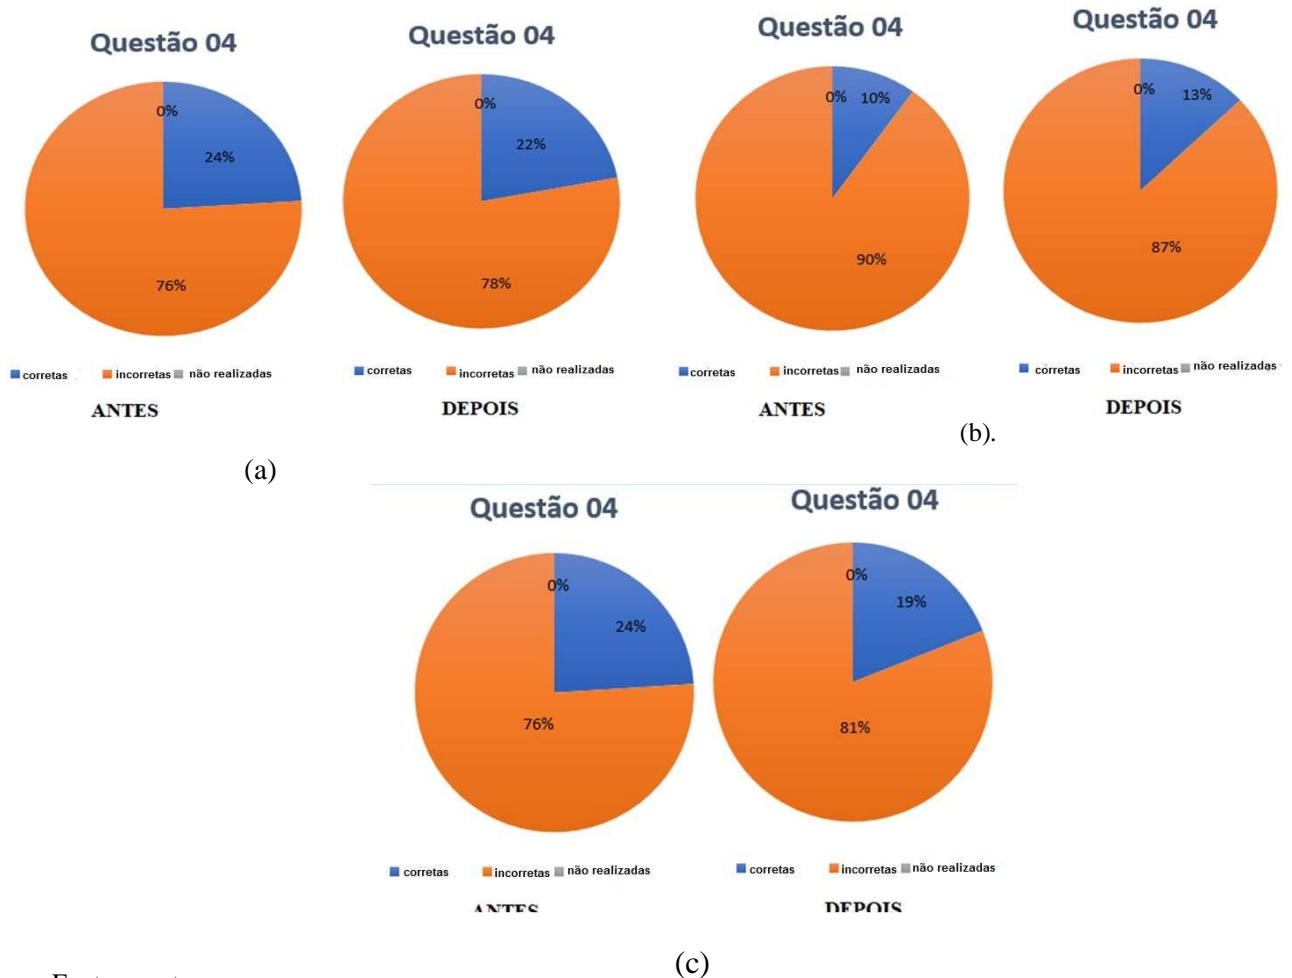 Questão 04
0%
24%
76%
corretas incorretas não realizadas
ANTES
Questão 04
0%
22%
78%
corretas incorretas não realizadas
DEPOIS
(a)
Questão 04
0% 10%
90%
corretas incorretas não realizadas
ANTES
Questão 04
0% 13%
87%
corretas incorretas não realizadas
DEPOIS
(b).
Questão 04
0%
24%
76%
corretas incorretas não realizadas
ANTES
Questão 04
0%
19%
81%
corretas incorretas não realizadas
DEPOIS
(c)